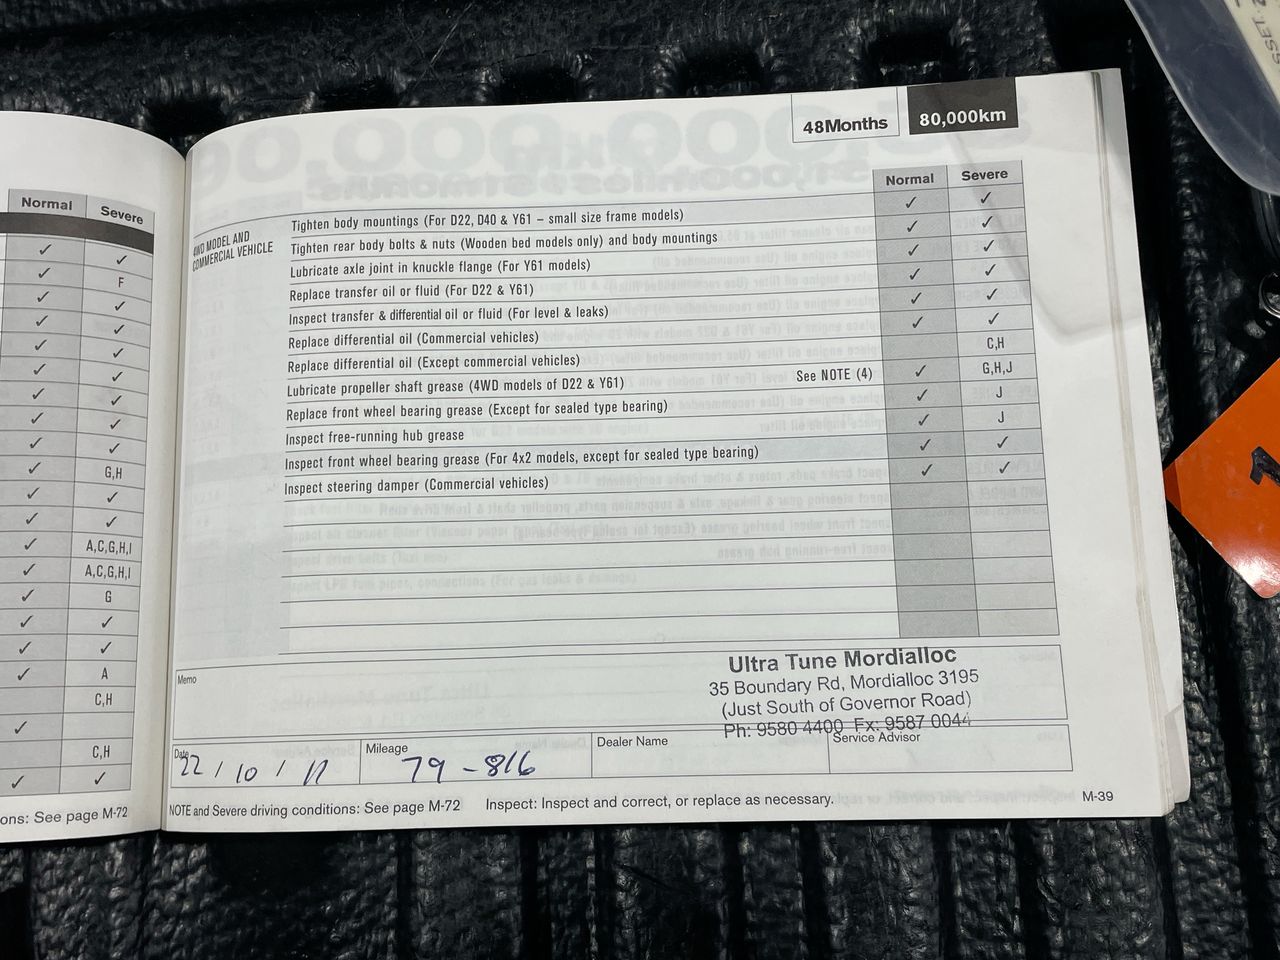 Normal Severe
✓ ✓
✓ F
✓ ✓
✓ ✓
✓ ✓
✓ ✓
✓ ✓
✓ ✓
✓ ✓
✓ G,H
✓ ✓
✓ ✓
✓ A,C,G,H,I
✓ A,C,G,H,I
✓ G
✓ ✓
✓ ✓
✓ A
C,H
✓
C,H
✓ ✓
ons: See page M-72
48Months 80,000km
Normal Severe
4WD MODEL AND
COMMERCIAL VEHICLE
Tighten body mountings (For D22, D40 & Y61 – small size frame models) ✓ ✓
Tighten rear body bolts & nuts (Wooden bed models only) and body mountings ✓ ✓
Lubricate axle joint in knuckle flange (For Y61 models) ✓ ✓
Replace transfer oil or fluid (For D22 & Y61) ✓ ✓
Inspect transfer & differential oil or fluid (For level & leaks) ✓ ✓
Replace differential oil (Commercial vehicles) ✓ ✓
Replace differential oil (Except commercial vehicles) C,H
Lubricate propeller shaft grease (4WD models of D22 & Y61) See NOTE (4) ✓ G,H,J
Replace front wheel bearing grease (Except for sealed type bearing) ✓ J
Inspect free-running hub grease ✓ J
Inspect front wheel bearing grease (For 4x2 models, except for sealed type bearing) ✓ ✓
Inspect steering damper (Commercial vehicles) ✓ ✓
Memo
Ultra Tune Mordialloc
35 Boundary Rd, Mordialloc 3195
(Just South of Governor Road)
Ph: 9580 4400 Fx: 9587 0044
Date Mileage Dealer Name Service Advisor
22 / 10 / 79-816
NOTE and Severe driving conditions: See page M-72 Inspect: Inspect and correct, or replace as necessary. M-39